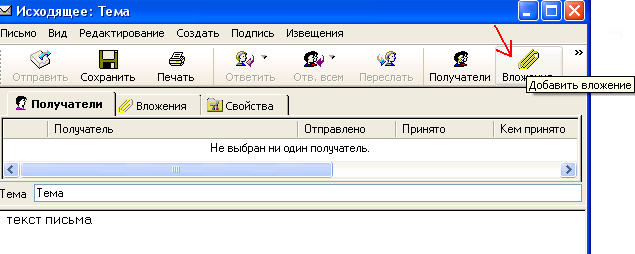 Исходящее: Тема
Письмо Вид Редактирование Создать Подпись Извещения
Отправить Сохранить Печать Ответить Отв. всем Переслать Получатели Вложения »
Добавить вложение
Получатели Вложения Свойства
Получатель Отправлено Принято Кем принято
Не выбран ни один получатель.
Тема Тема
текст письма